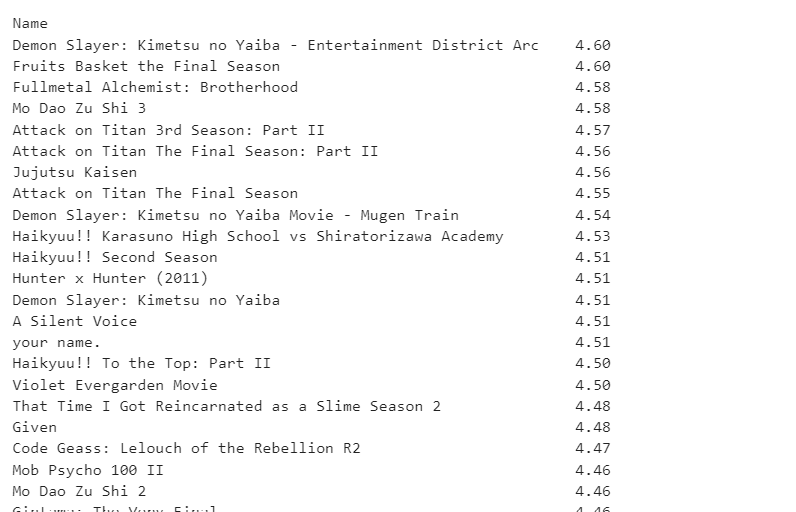 Name
Demon Slayer: Kimetsu no Yaiba - Entertainment District Arc 4.60
Fruits Basket the Final Season 4.60
Fullmetal Alchemist: Brotherhood 4.58
Mo Dao Zu Shi 3 4.58
Attack on Titan 3rd Season: Part II 4.57
Attack on Titan The Final Season: Part II 4.56
Jujutsu Kaisen 4.56
Attack on Titan The Final Season 4.55
Demon Slayer: Kimetsu no Yaiba Movie - Mugen Train 4.54
Haikyuu!! Karasuno High School vs Shiratorizawa Academy 4.53
Haikyuu!! Second Season 4.51
Hunter x Hunter (2011) 4.51
Demon Slayer: Kimetsu no Yaiba 4.51
A Silent Voice 4.51
your name. 4.51
Haikyuu!! To the Top: Part II 4.50
Violet Evergarden Movie 4.50
That Time I Got Reincarnated as a Slime Season 2 4.48
Given 4.48
Code Geass: Lelouch of the Rebellion R2 4.47
Mob Psycho 100 II 4.46
Mo Dao Zu Shi 2 4.46
Gintama: The Very Final 4.46